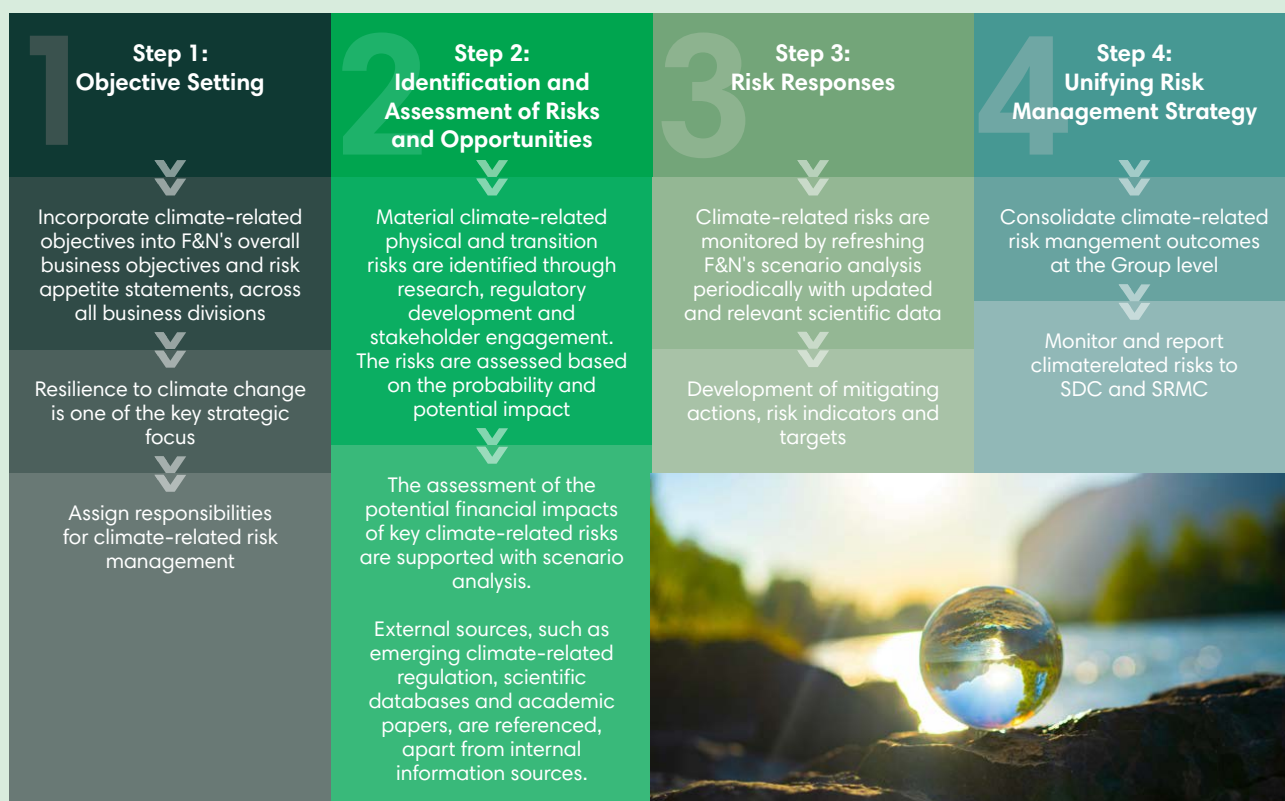 1
Step 1:
Objective Setting
Incorporate climate-related
objectives into F&N's overall
business objectives and risk
appetite statements, across
all business divisions
Resilience to climate change
is one of the key strategic
focus
Assign responsibilities
for climate-related risk
management
2
Step 2:
Identification and
Assessment of Risks
and Opportunities
Material climate-related
physical and transition
risks are identified through
research, regulatory
development and
stakeholder engagement.
The risks are assessed based
on the probability and
potential impact
The assessment of the
potential financial impacts
of key climate-related risks
are supported with scenario
analysis.
External sources, such as
emerging climate-related
regulation, scientific
databases and academic
papers, are referenced,
apart from internal
information sources.
3
Step 3:
Risk Responses
Climate-related risks are
monitored by refreshing
F&N's scenario analysis
periodically with updated
and relevant scientific data
Development of mitigating
actions, risk indicators and
targets
4
Step 4:
Unifying Risk
Management Strategy
Consolidate climate-related
risk mangement outcomes
at the Group level
Monitor and report
climaterelated risks to
SDC and SRMC